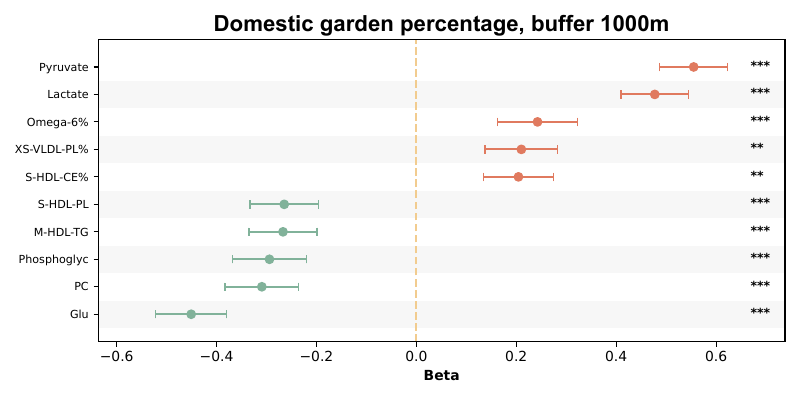 Domestic garden percentage, buffer 1000m
Pyruvate ***
Lactate ***
Omega-6% ***
XS-VLDL-PL% **
S-HDL-CE% **
S-HDL-PL ***
M-HDL-TG ***
Phosphoglyc ***
PC ***
Glu ***
−0.6 −0.4 −0.2 0.0 0.2 0.4 0.6
Beta